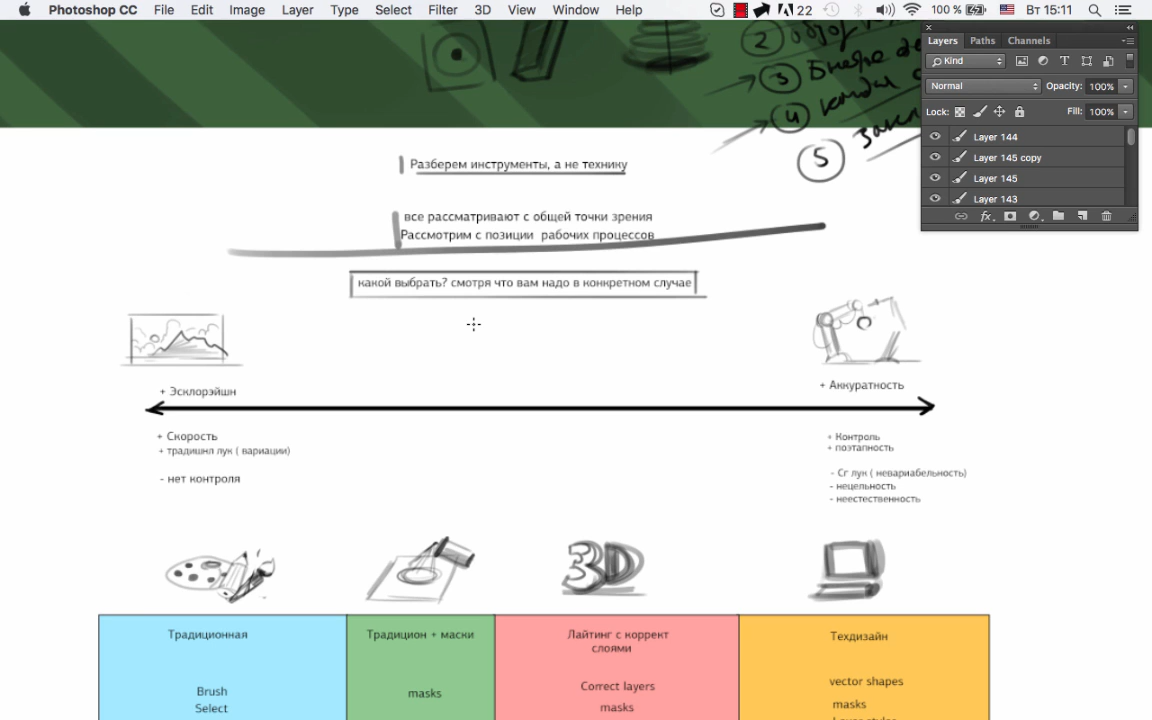 Photoshop CC File Edit Image Layer Type Select Filter 3D View Window Help 22 100 % Вт 15:11
Layers Paths Channels
Kind
Normal Opacity: 100%
Lock: Fill: 100%
Layer 144
Layer 145 copy
Layer 145
Layer 143
fx
2
3 Внедре
4
5
Разберем инструменты, а не технику
все рассматривают с общей точки зрения
Рассмотрим с позиции рабочих процессов
какой выбрать? смотря что вам надо в конкретном случае
+ Эсклорэйшн
+ Аккуратность
+ Скорость
+ традишнл лук ( вариации)
- нет контроля
+ Контроль
+ поэтапность
- Сг лук ( невариабельность)
- нецельность
- неестественность
3D
Традиционная
Brush
Select
Традицион + маски
masks
Лайтинг с коррект
слоями
Correct layers
masks
Техдизайн
vector shapes
masks